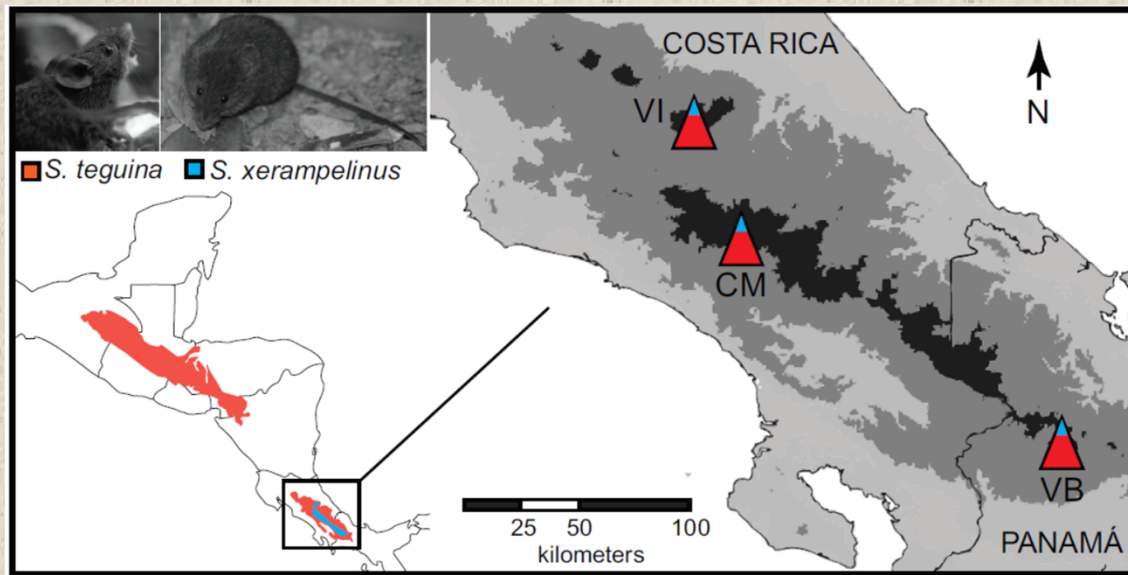 S. teguina S. xerampelinus
COSTA RICA
N
VI
CM
VB
PANAMÁ
25 50 100
kilometers